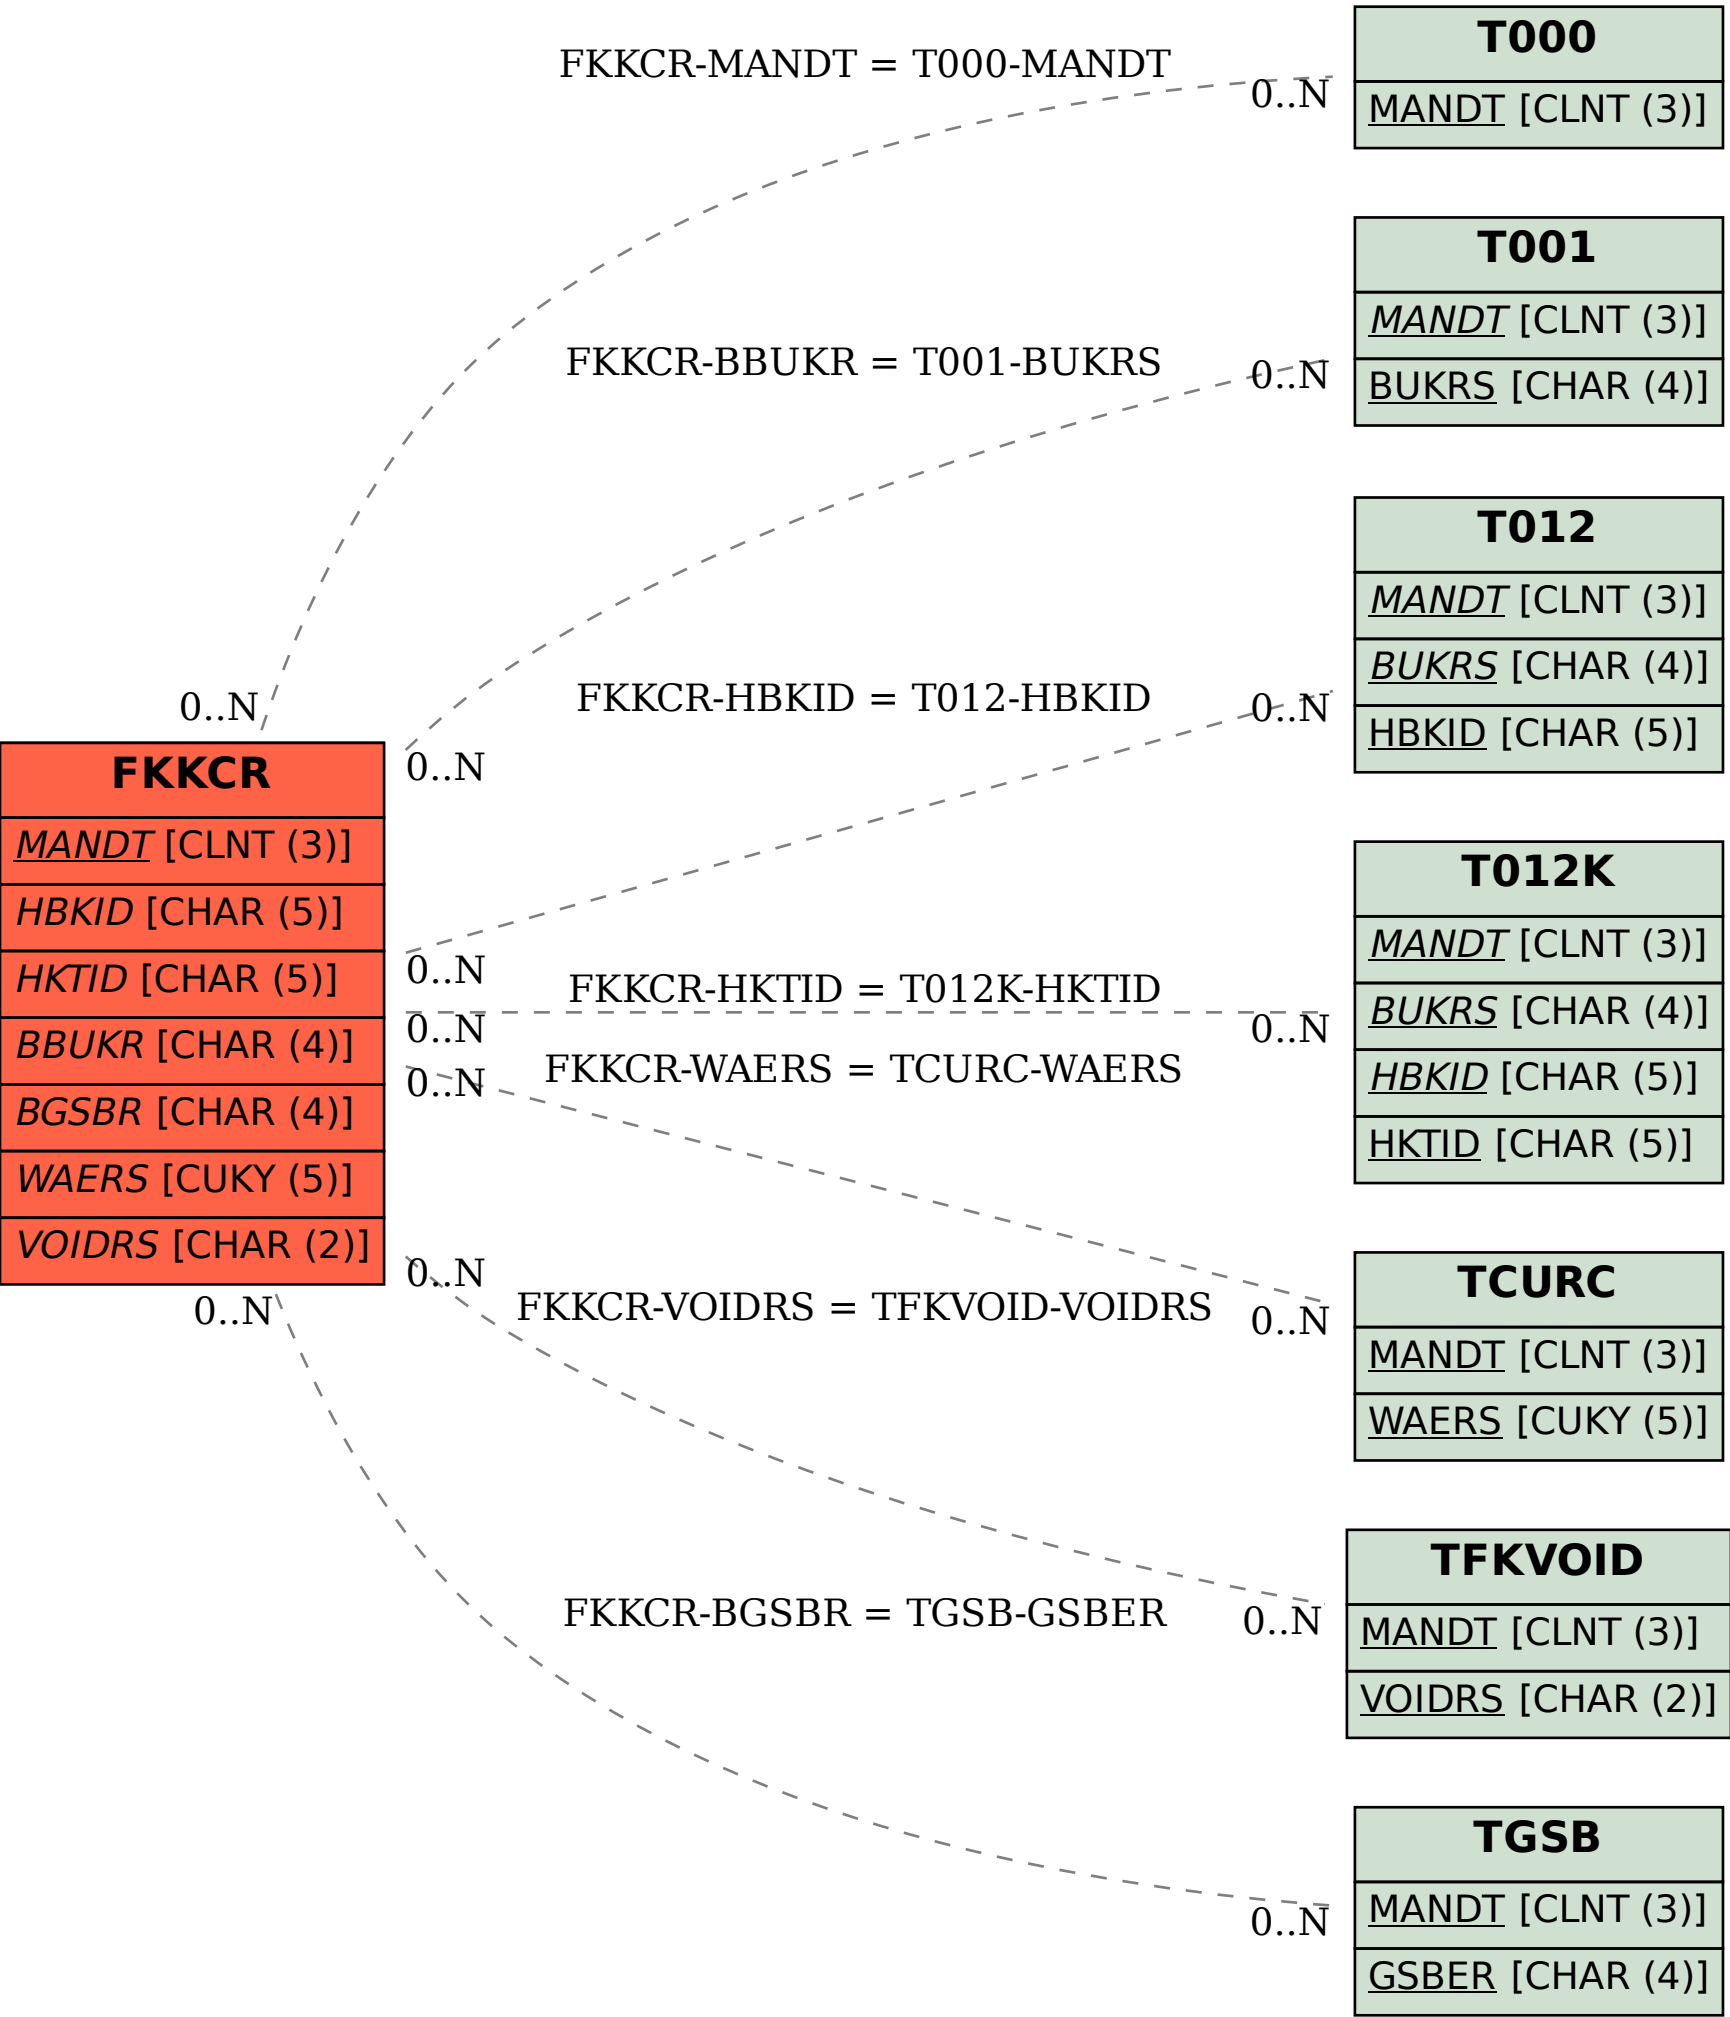 FKKCR-MANDT = T000-MANDT
0..N
T000
MANDT [CLNT (3)]
FKKCR-BBUKR = T001-BUKRS
0..N
T001
MANDT [CLNT (3)]
BUKRS [CHAR (4)]
FKKCR-HBKID = T012-HBKID
0..N
T012
MANDT [CLNT (3)]
BUKRS [CHAR (4)]
HBKID [CHAR (5)]
0..N
0..N
FKKCR
MANDT [CLNT (3)]
HBKID [CHAR (5)]
HKTID [CHAR (5)]
BBUKR [CHAR (4)]
BGSBR [CHAR (4)]
WAERS [CUKY (5)]
VOIDRS [CHAR (2)]
0..N
0..N
0..N
0..N
0..N
FKKCR-HKTID = T012K-HKTID
0..N
T012K
MANDT [CLNT (3)]
BUKRS [CHAR (4)]
HBKID [CHAR (5)]
HKTID [CHAR (5)]
FKKCR-WAERS = TCURC-WAERS
0..N
TCURC
MANDT [CLNT (3)]
WAERS [CUKY (5)]
FKKCR-VOIDRS = TFKVOID-VOIDRS
0..N
TFKVOID
MANDT [CLNT (3)]
VOIDRS [CHAR (2)]
FKKCR-BGSBR = TGSB-GSBER
0..N
TGSB
MANDT [CLNT (3)]
GSBER [CHAR (4)]